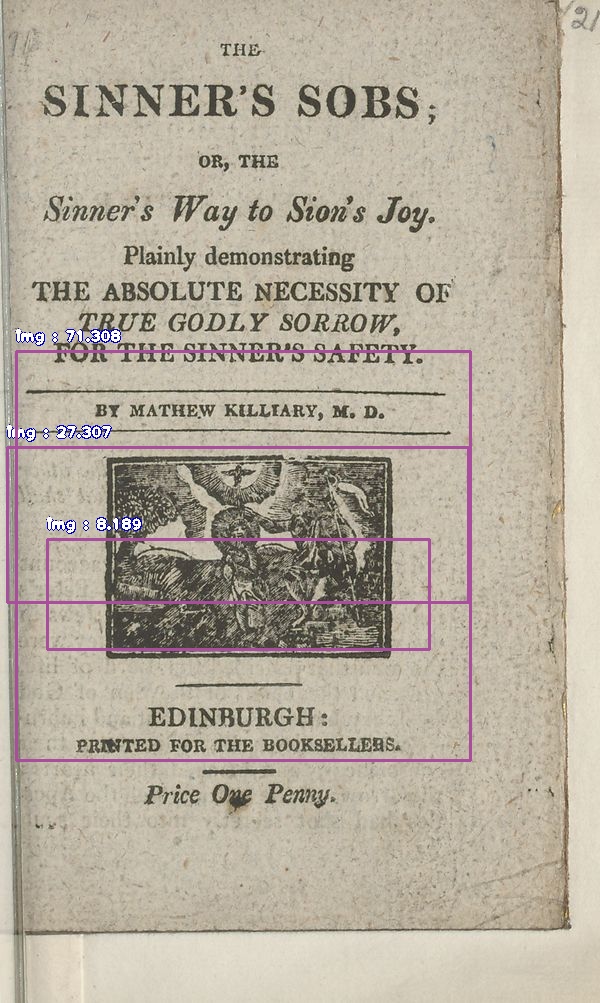 (21
THE
SINNER'S SOBS;
OR, THE
Sinner's Way to Sion's Joy.
Plainly demonstrating
THE ABSOLUTE NECESSITY OF
TRUE GODLY SORROW,
img : 71.308
FOR THE SINNER'S SAFETY.
BY MATHEW KILLIARY, M. D.
img : 27.307
img : 8.189
EDINBURGH:
PRINTED FOR THE BOOKSELLERS.
Price One Penny.